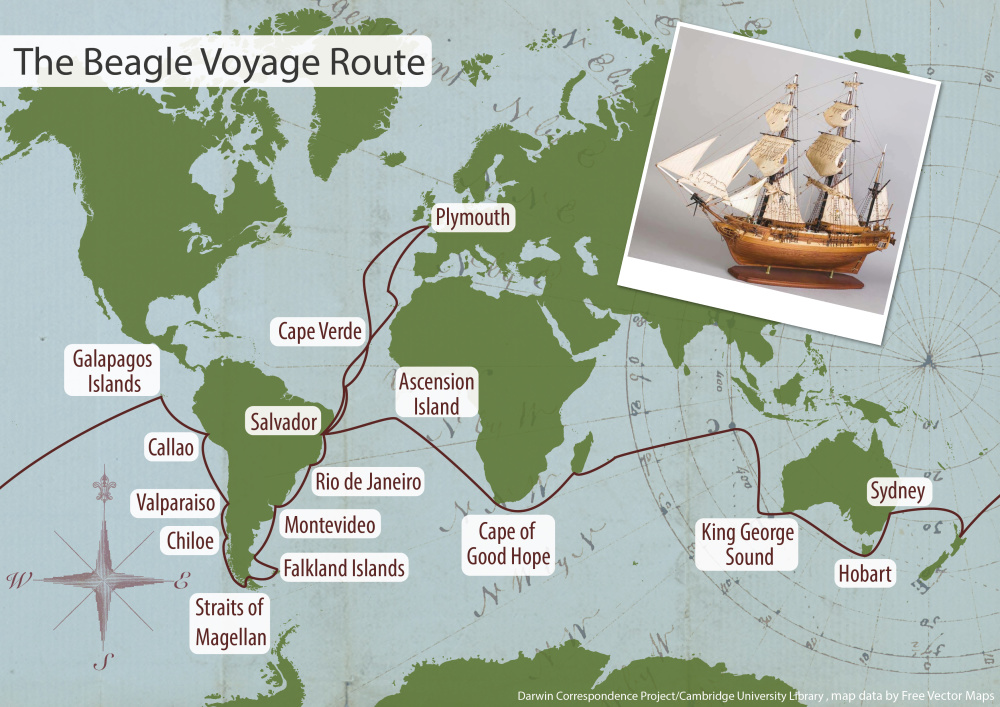 The Beagle Voyage Route
Plymouth
Cape Verde
Galapagos
Islands
Ascension
Island
Salvador
Callao
Rio de Janeiro
Valparaiso
Sydney
Montevideo
Chiloe
Cape of
Good Hope
King George
Sound
Falkland Islands
Hobart
W
E
S
Straits of
Magellan
Darwin Correspondence Project/Cambridge University Library , map data by Free Vector Maps